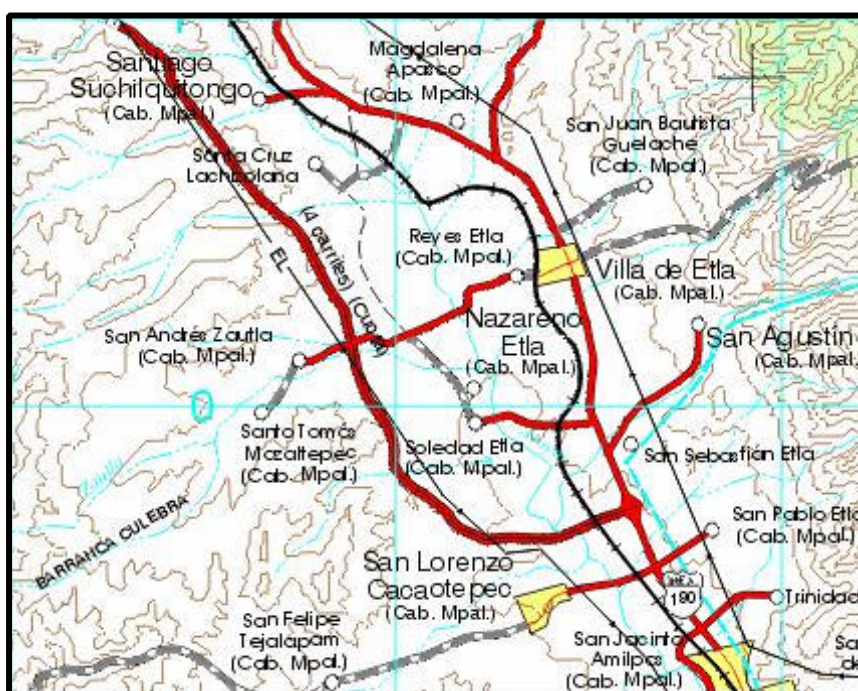 Santiago
Suchilquitongo
(Cab. Mpal.)
Magdalena
Apasco
(Cab. Mpal.)
San Juan Bautista
Guelache
(Cab. Mpal.)
Santa Cruz
Lachixolana
(4 carriles) (Cuota)
EL
Reyes Etla
(Cab. Mpal.)
Villa de Etla
(Cab. Mpal.)
Nazareno
Etla
(Cab. Mpal.)
San Andrés Zautla
(Cab. Mpal.)
San Agustín
(Cab. Mpal.)
Santo Tomás
Mazaltepec
(Cab. Mpal.)
Soledad Etla
(Cab. Mpal.)
San Sebastián Etla
BARRANCA CULEBRA
San Pablo Etla
(Cab. Mpal.)
San Lorenzo
Cacaotepec
(Cab. Mpal.)
MEX
190
Trinidad
San Felipe
Tejalápam
(Cab. Mpal.)
San Jacinto
Amilpas
(Cab. Mpal.)
Sa
de